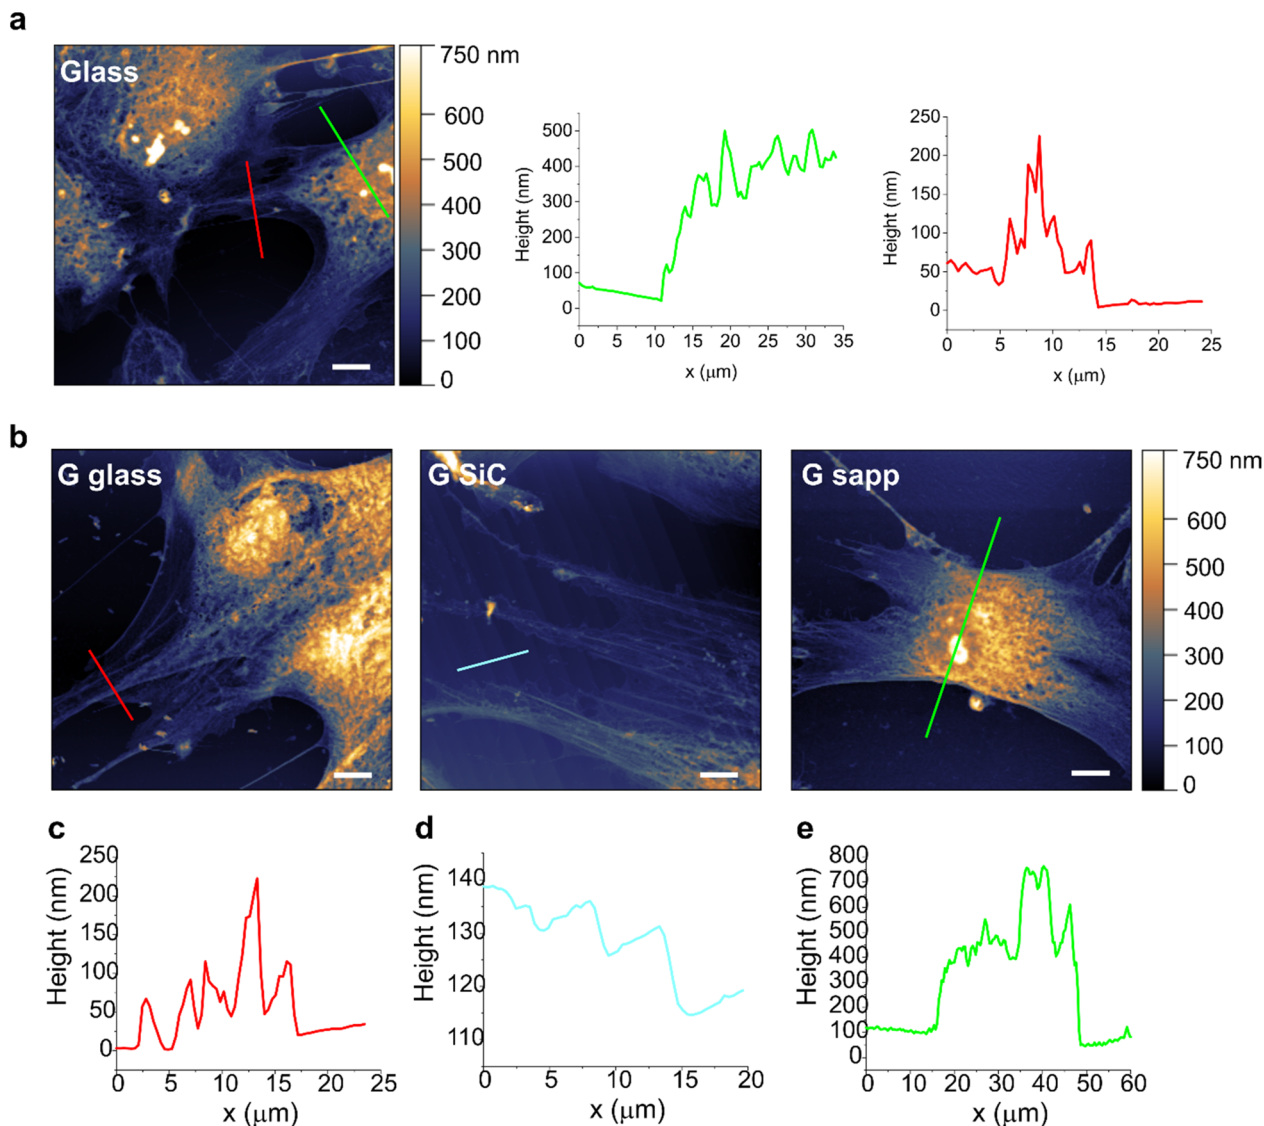 a
Glass
750 nm
600
500
400
300
200
100
0
Height (nm)
500
400
300
200
100
0
0 5 10 15 20 25 30 35
x (μm)
Height (nm)
250
200
150
100
50
0
0 5 10 15 20 25
x (μm)
b
G glass
G SiC
G sapp
750 nm
600
500
400
300
200
100
0
c
Height (nm)
250
200
150
100
50
0
0 5 10 15 20 25
x (μm)
d
Height (nm)
140
130
120
110
0 5 10 15 20
x (μm)
e
Height (nm)
800
700
600
500
400
300
200
100
0
0 10 20 30 40 50 60
x (μm)